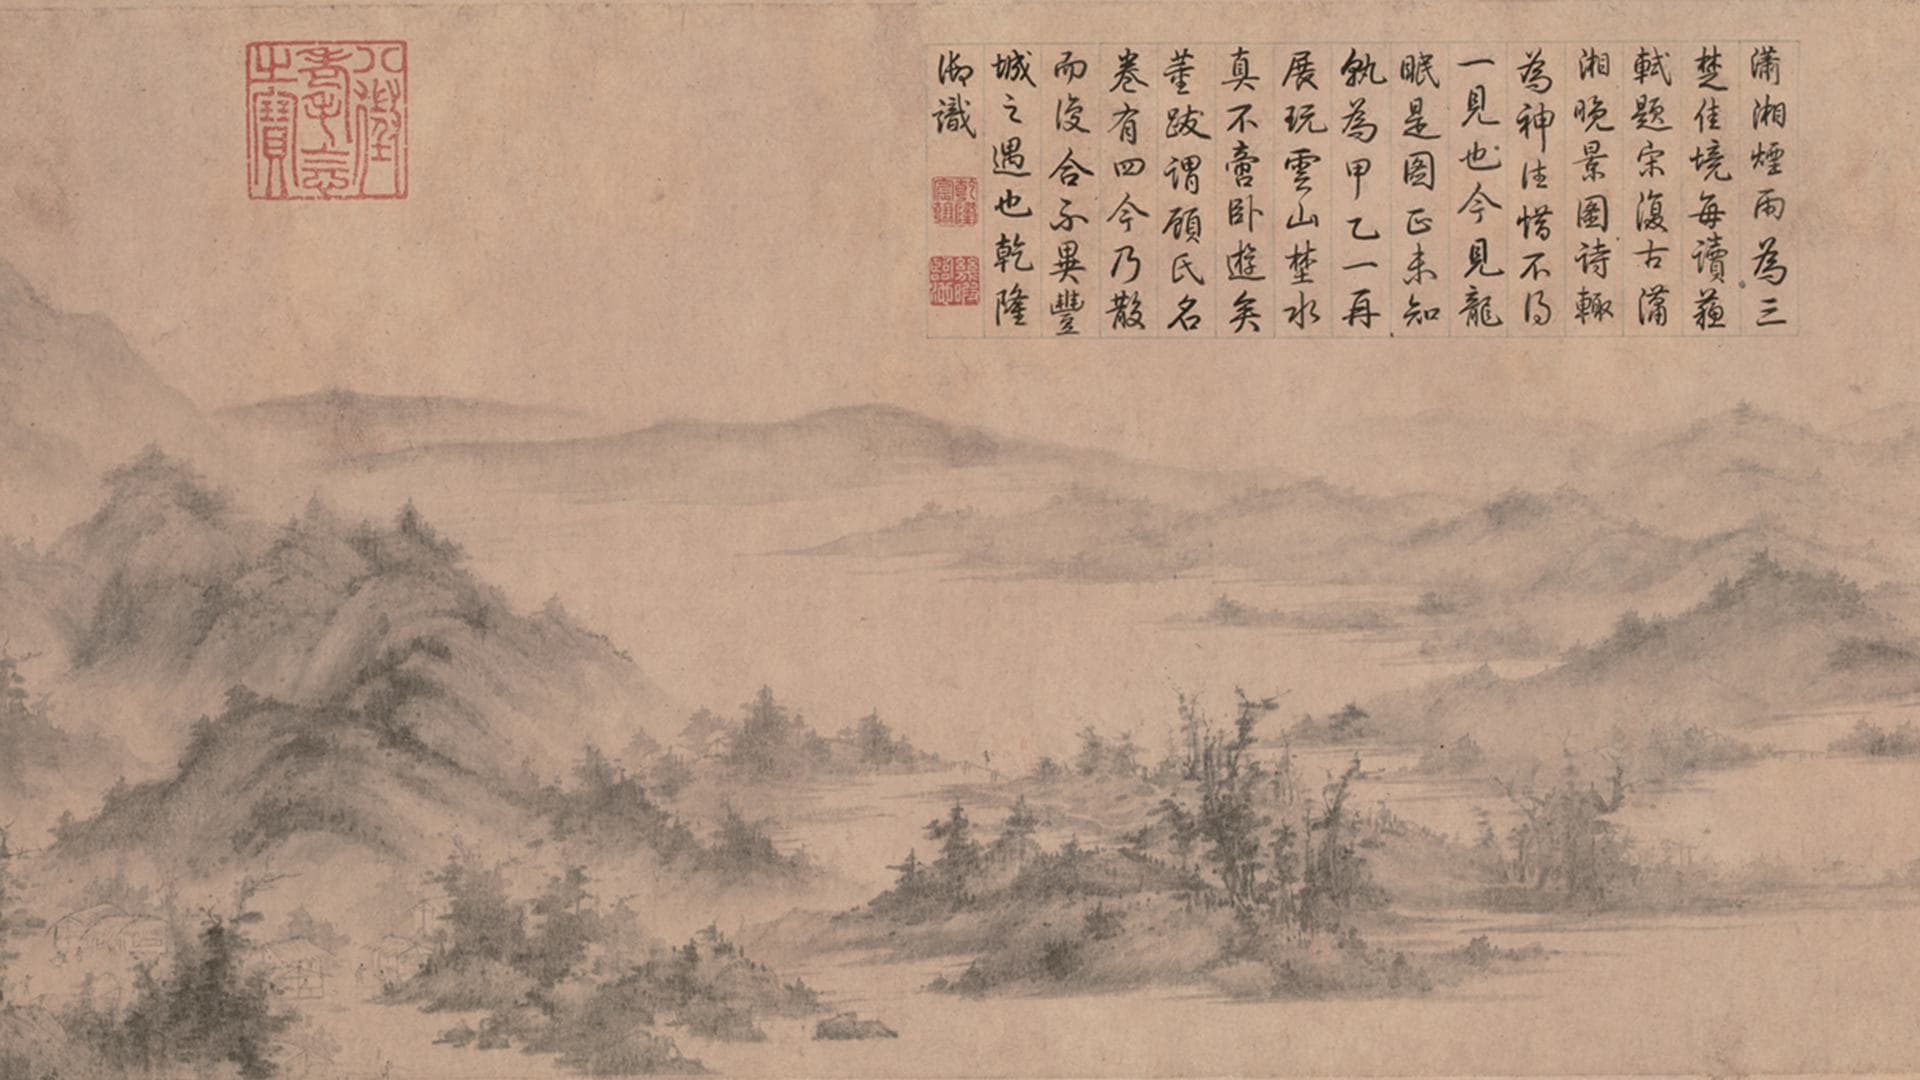 瀟湘煙雨為三
楚佳境每讀蘇
軾題宋復古瀟
湘晚景圖詩輙
為神往惜不得
一見也今見龍
眠是圖正未知
孰為甲乙一再
展玩雲山埜水
真不啻臥遊矣
董跋謂顧氏名
卷有四今乃散
而復合不異豐
城之遇也乾隆
御識
乾隆宸翰
幾暇臨池
八徵耄念之寶